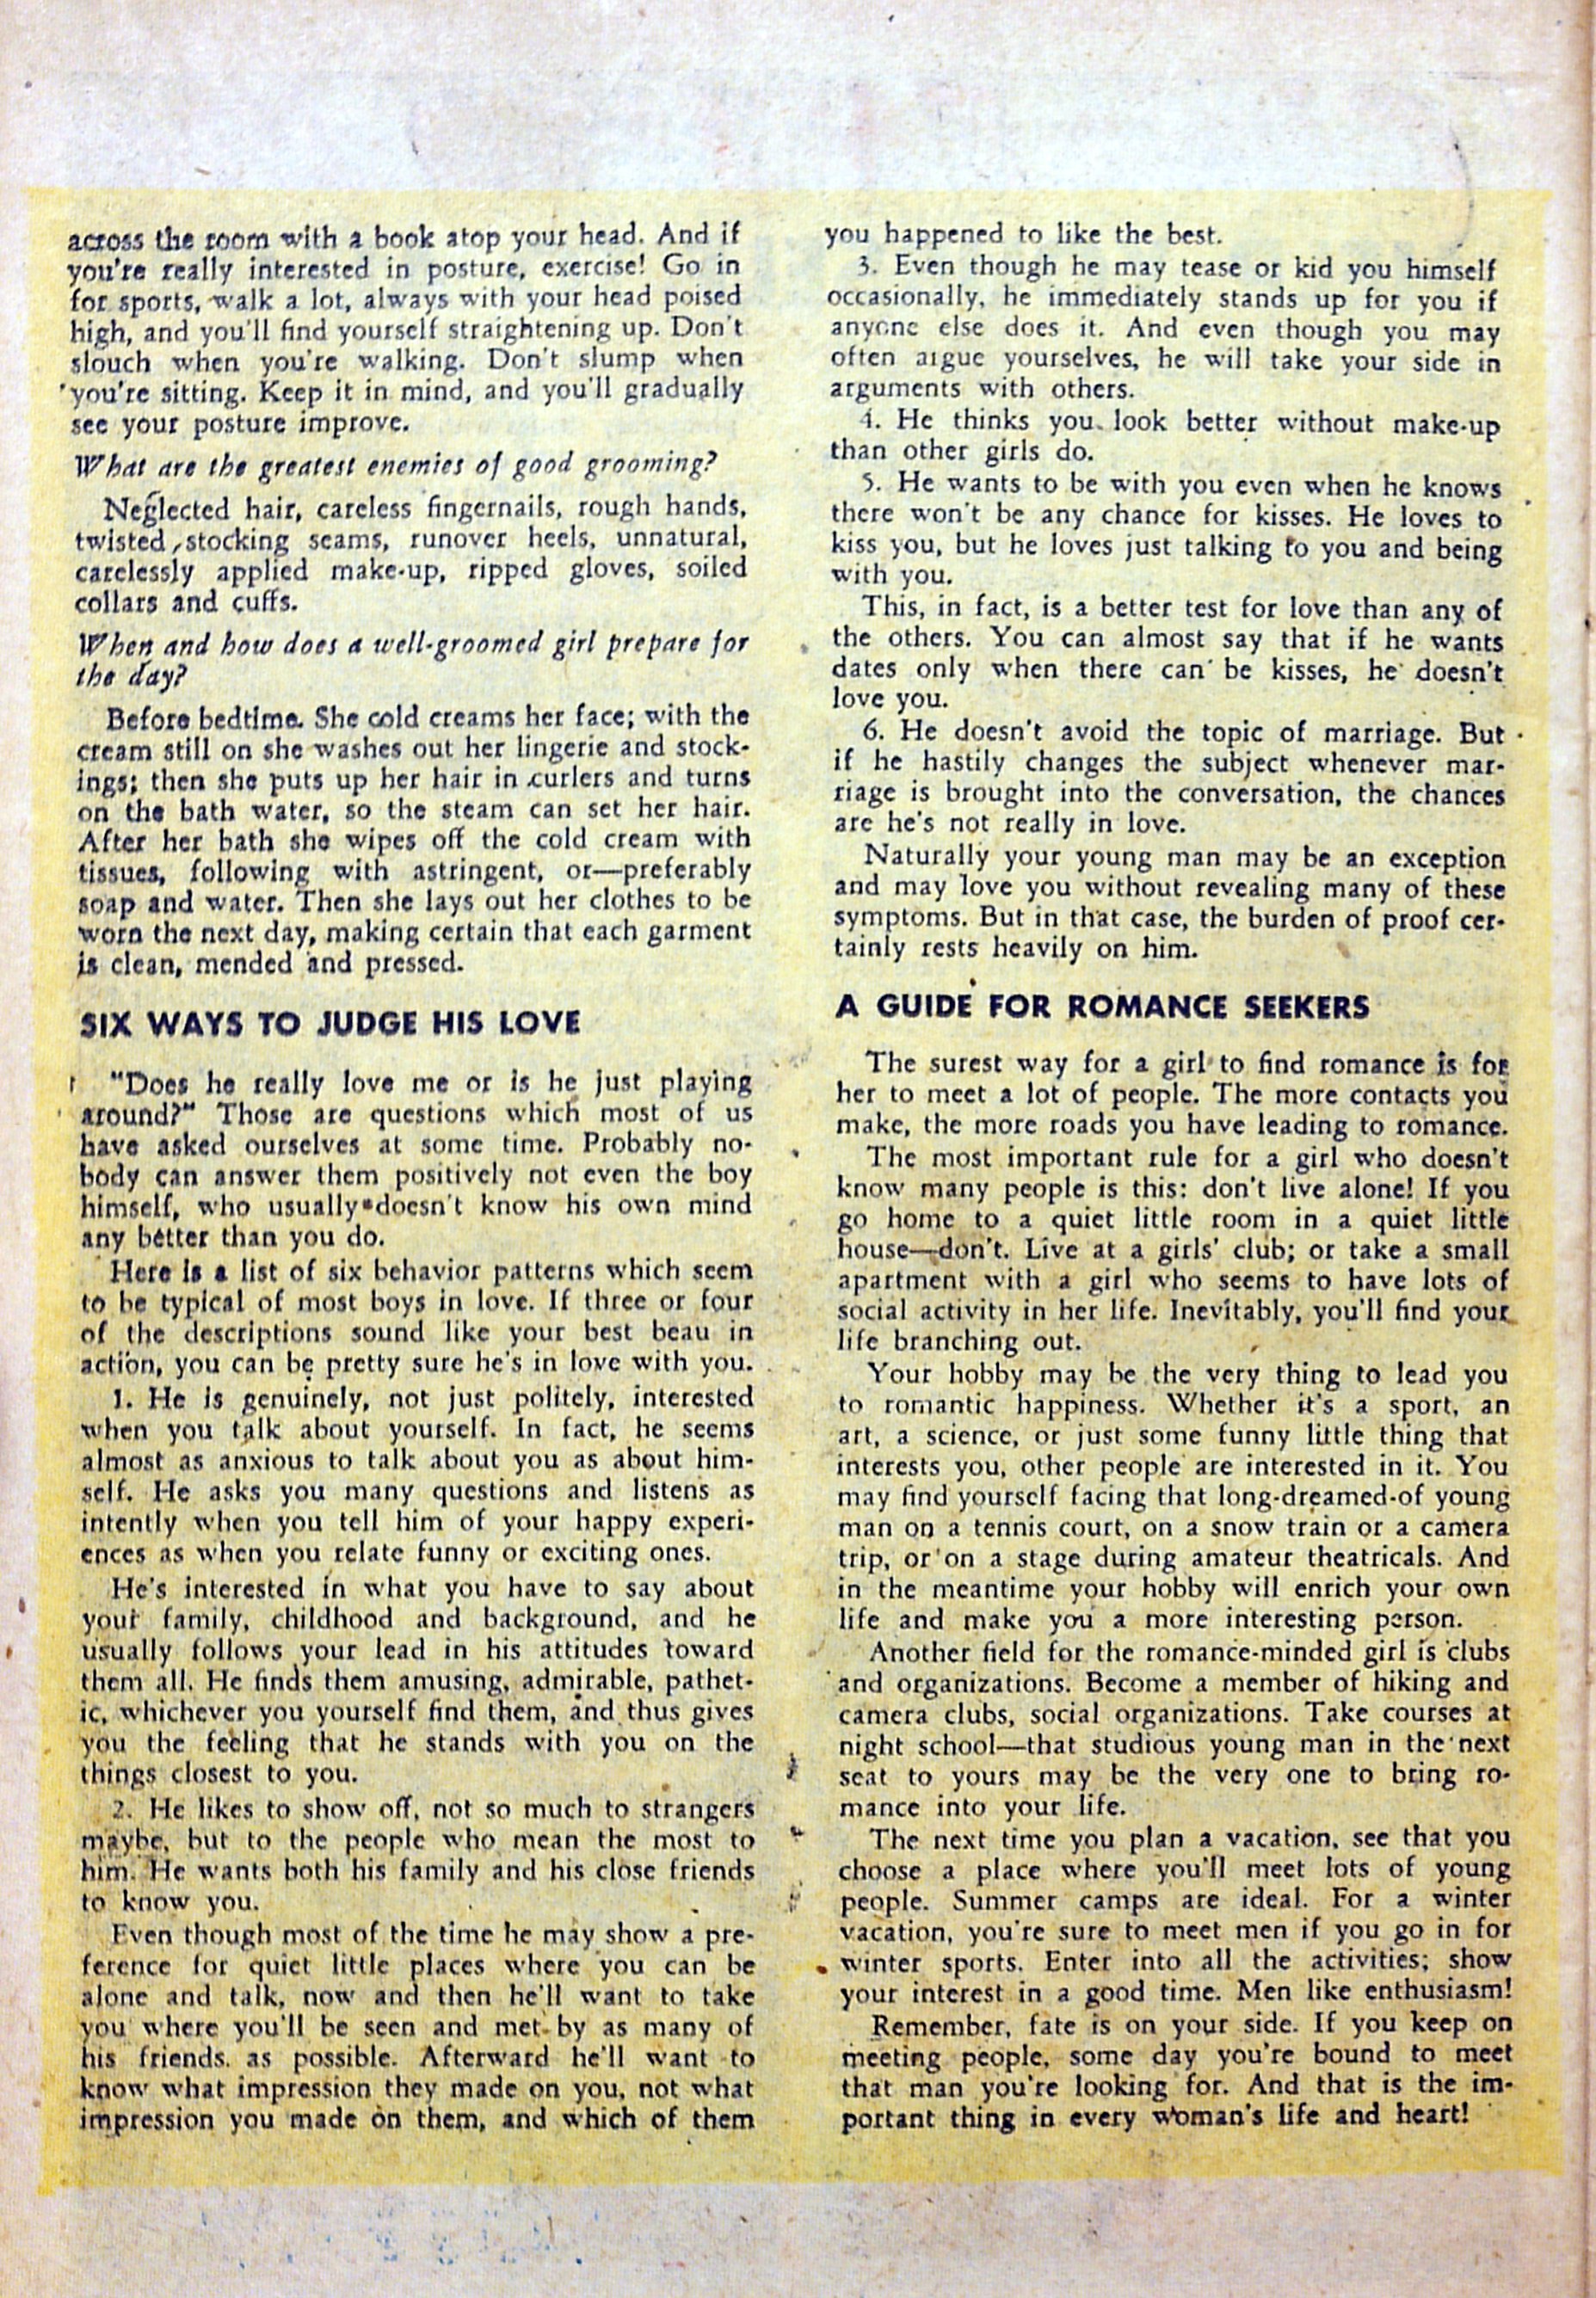 across the room with a book atop your head. And if
you're really interested in posture, exercise! Go in
for sports, walk a lot, always with your head poised
high, and you'll find yourself straightening up. Don't
slouch when you're walking. Don't slump when
you're sitting. Keep it in mind, and you'll gradually
see your posture improve.
What are the greatest enemies of good grooming?
Neglected hair, careless fingernails, rough hands,
twisted stocking seams, runover heels, unnatural,
carelessly applied make-up, ripped gloves, soiled
collars and cuffs.
When and how does a well-groomed girl prepare for
the day?
Before bedtime. She cold creams her face; with the
cream still on she washes out her lingerie and stock-
ings; then she puts up her hair in curlers and turns
on the bath water, so the steam can set her hair.
After her bath she wipes off the cold cream with
tissues, following with astringent, or—preferably
soap and water. Then she lays out her clothes to be
worn the next day, making certain that each garment
is clean, mended and pressed.
SIX WAYS TO JUDGE HIS LOVE
"Does he really love me or is he just playing
around?" Those are questions which most of us
have asked ourselves at some time. Probably no-
body can answer them positively not even the boy
himself, who usually doesn't know his own mind
any better than you do.
Here is a list of six behavior patterns which seem
to be typical of most boys in love. If three or four
of the descriptions sound like your best beau in
action, you can be pretty sure he's in love with you.
1. He is genuinely, not just politely, interested
when you talk about yourself. In fact, he seems
almost as anxious to talk about you as about him-
self. He asks you many questions and listens as
intently when you tell him of your happy experi-
ences as when you relate funny or exciting ones.
He's interested in what you have to say about
your family, childhood and background, and he
usually follows your lead in his attitudes toward
them all. He finds them amusing, admirable, pathet-
ic, whichever you yourself find them, and thus gives
you the feeling that he stands with you on the
things closest to you.
2. He likes to show off, not so much to strangers
maybe, but to the people who mean the most to
him. He wants both his family and his close friends
to know you.
Even though most of the time he may show a pre-
ference for quiet little places where you can be
alone and talk, now and then he'll want to take
you where you'll be seen and met by as many of
his friends. as possible. Afterward he'll want to
know what impression they made on you, not what
impression you made on them, and which of them
you happened to like the best.
3. Even though he may tease or kid you himself
occasionally, he immediately stands up for you if
anyone else does it. And even though you may
often argue yourselves, he will take your side in
arguments with others.
4. He thinks you look better without make-up
than other girls do.
5. He wants to be with you even when he knows
there won't be any chance for kisses. He loves to
kiss you, but he loves just talking to you and being
with you.
This, in fact, is a better test for love than any of
the others. You can almost say that if he wants
dates only when there can be kisses, he doesn't
love you.
6. He doesn't avoid the topic of marriage. But
if he hastily changes the subject whenever mar-
riage is brought into the conversation, the chances
are he's not really in love.
Naturally your young man may be an exception
and may love you without revealing many of these
symptoms. But in that case, the burden of proof cer-
tainly rests heavily on him.
A GUIDE FOR ROMANCE SEEKERS
The surest way for a girl to find romance is for
her to meet a lot of people. The more contacts you
make, the more roads you have leading to romance.
The most important rule for a girl who doesn't
know many people is this: don't live alone! If you
go home to a quiet little room in a quiet little
house—don't. Live at a girls' club; or take a small
apartment with a girl who seems to have lots of
social activity in her life. Inevitably, you'll find your
life branching out.
Your hobby may be the very thing to lead you
to romantic happiness. Whether it's a sport, an
art, a science, or just some funny little thing that
interests you, other people are interested in it. You
may find yourself facing that long-dreamed-of young
man on a tennis court, on a snow train or a camera
trip, or on a stage during amateur theatricals. And
in the meantime your hobby will enrich your own
life and make you a more interesting person.
Another field for the romance-minded girl is clubs
and organizations. Become a member of hiking and
camera clubs, social organizations. Take courses at
night school—that studious young man in the next
seat to yours may be the very one to bring ro-
mance into your life.
The next time you plan a vacation, see that you
choose a place where you'll meet lots of young
people. Summer camps are ideal. For a winter
vacation, you're sure to meet men if you go in for
winter sports. Enter into all the activities; show
your interest in a good time. Men like enthusiasm!
Remember, fate is on your side. If you keep on
meeting people, some day you're bound to meet
that man you're looking for. And that is the im-
portant thing in every woman's life and heart!